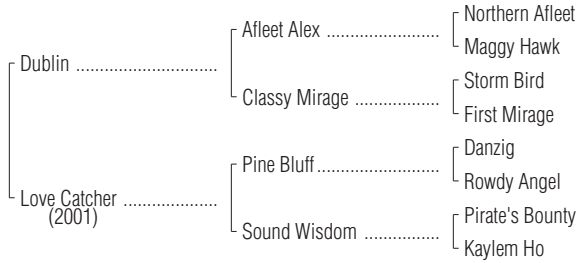 Northern Afleet
Afleet Alex ........................
Maggy Hawk
Dublin ..............................
Storm Bird
Classy Mirage ................
First Mirage
Danzig
Pine Bluff..........................
Rowdy Angel
Love Catcher ....................
(2001)
Pirate's Bounty
Sound Wisdom ................
Kaylem Ho